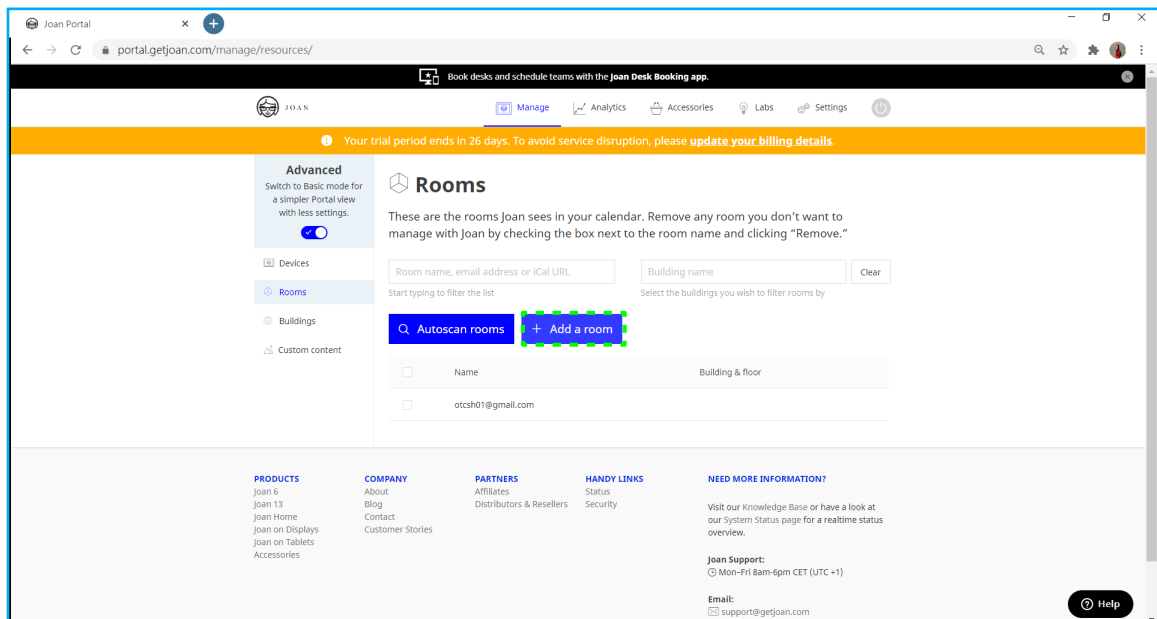 Joan Portal
portal.getjoan.com/manage/resources/
Book desks and schedule teams with the Joan Desk Booking app.
JOAN
Manage
Analytics
Accessories
Labs
Settings
Your trial period ends in 26 days. To avoid service disruption, please update your billing details.
Advanced
Switch to Basic mode for
a simpler Portal view
with less settings.
Devices
Rooms
Buildings
Custom content
Rooms
These are the rooms Joan sees in your calendar. Remove any room you don't want to
manage with Joan by checking the box next to the room name and clicking “Remove.”
Room name, email address or iCal URL
Building name
Clear
Start typing to filter the list
Select the buildings you wish to filter rooms by
Autoscan rooms
+ Add a room
Name
Building & floor
otcsh01@gmail.com
PRODUCTS
Joan 6
Joan 13
Joan Home
Joan on Displays
Joan on Tablets
Accessories
COMPANY
About
Blog
Contact
Customer Stories
PARTNERS
Affiliates
Distributors & Resellers
HANDY LINKS
Status
Security
NEED MORE INFORMATION?
Visit our Knowledge Base or have a look at
our System Status page for a realtime status
overview.
Joan Support:
Mon–Fri 8am-6pm CET (UTC +1)
Email:
support@getjoan.com
Help